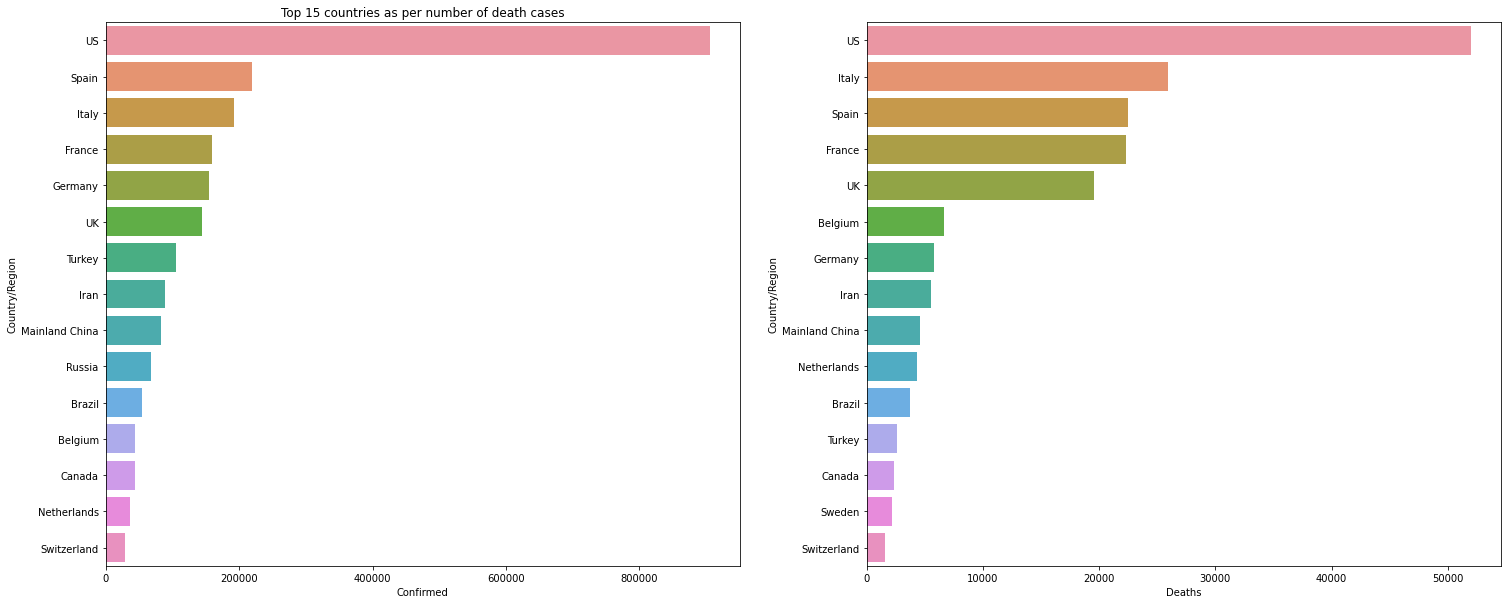 Top 15 countries as per number of death cases
Country/Region
US
Spain
Italy
France
Germany
UK
Turkey
Iran
Mainland China
Russia
Brazil
Belgium
Canada
Netherlands
Switzerland
0 200000 400000 600000 800000
Confirmed
Country/Region
US
Italy
Spain
France
UK
Belgium
Germany
Iran
Mainland China
Netherlands
Brazil
Turkey
Canada
Sweden
Switzerland
0 10000 20000 30000 40000 50000
Deaths